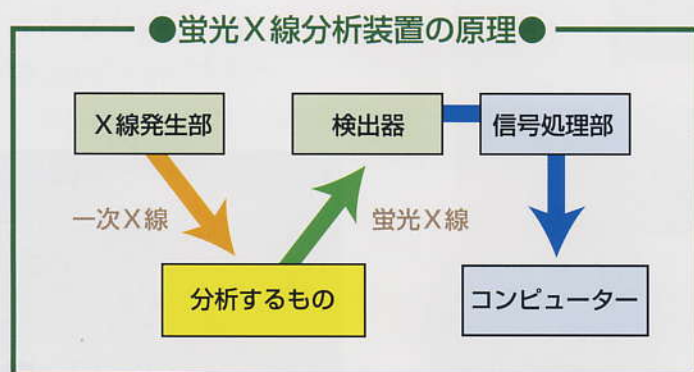 ●蛍光X線分析装置の原理●
X線発生部
検出器
信号処理部
一次X線
蛍光X線
分析するもの
コンピューター